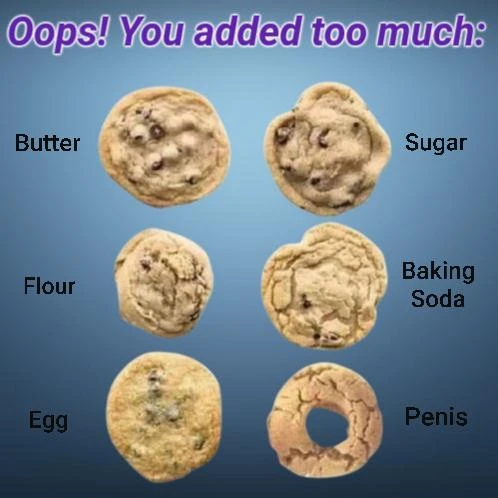 Oops! You added too much:
Butter
Sugar
Flour
Baking
Soda
Egg
Penis